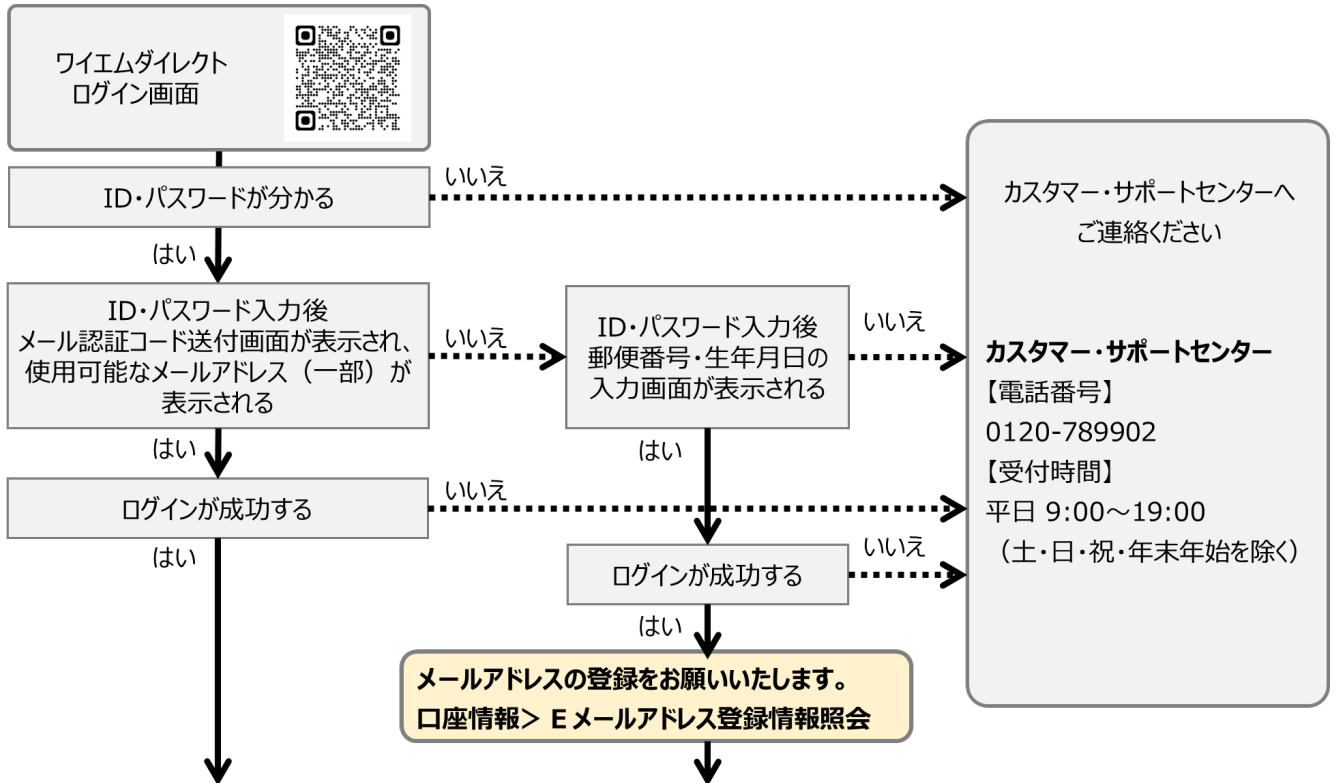 ワイエムダイレクト
ログイン画面
ID・パスワードが分かる
いいえ
はい
ID・パスワード入力後
メール認証コード送付画面が表示され、
使用可能なメールアドレス（一部）が
表示される
いいえ
ID・パスワード入力後
郵便番号・生年月日の
入力画面が表示される
いいえ
はい
はい
ログインが成功する
いいえ
はい
ログインが成功する
いいえ
はい
メールアドレスの登録をお願いいたします。
口座情報＞Ｅメールアドレス登録情報照会
カスタマー・サポートセンターへ
ご連絡ください
カスタマー・サポートセンター
【電話番号】
0120-789902
【受付時間】
平日 9:00～19:00
（土・日・祝・年末年始を除く）